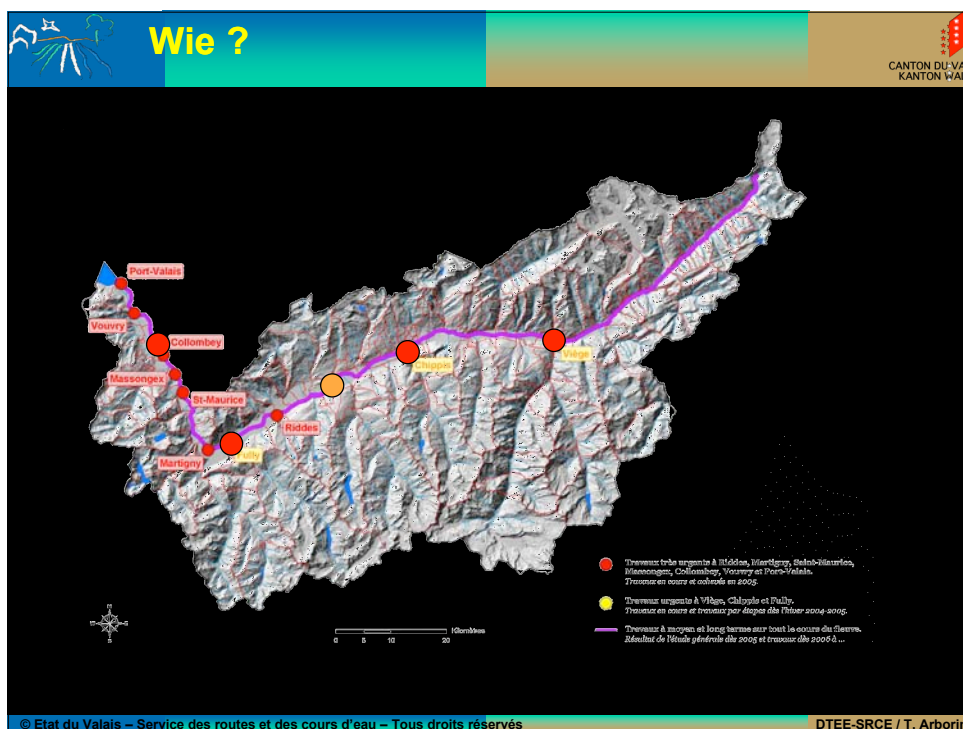 Wie ?
CANTON DU VA
KANTON WAL
Port-Valais
Vouvry
Collombey
Massongex
St-Maurice
Martigny
Fully
Riddes
Chippis
Viège
Travaux très urgents à Riddes, Martigny, Saint-Maurice,
Massongex, Collombey, Vouvry et Port-Valais.
Travaux en cours et achevés en 2005.
Travaux urgents à Viège, Chippis et Fully.
Travaux en cours et travaux par étapes dès l'hiver 2004-2005.
Travaux à moyen et long terme sur tout le cours du fleuve.
Résultat de l'étude générale dès 2005 et travaux dès 2006 à ...
N
W
E
S
Kilomètres
0 5 10 20
© Etat du Valais – Service des routes et des cours d'eau – Tous droits réservés
DTEE-SRCE / T. Arborin